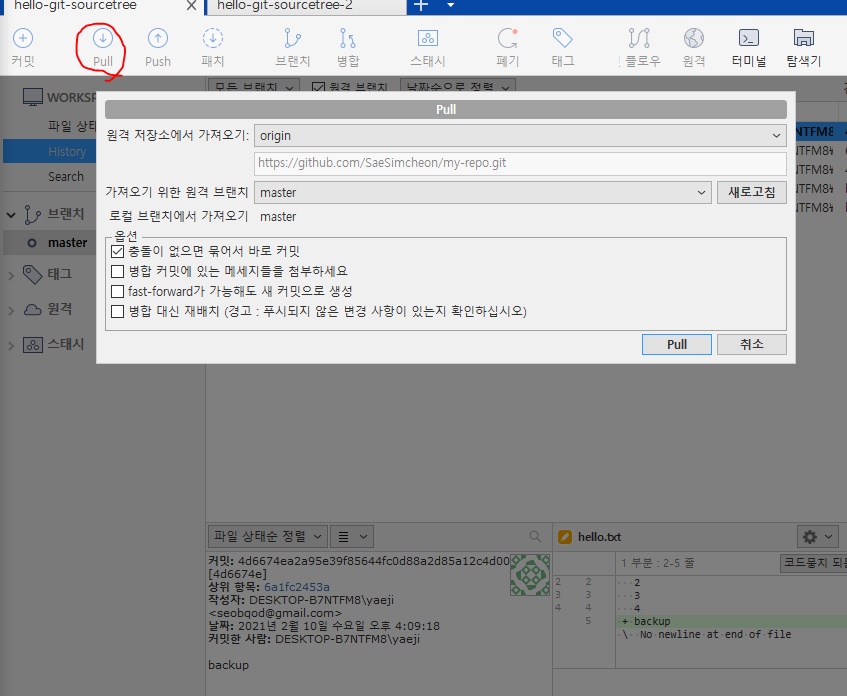 hello-git-sourcetree
hello-git-sourcetree-2
커밋
Pull
Push
패치
브랜치
병합
스태시
폐기
태그
플로우
원격
터미널
탐색기
모든 브랜치
원격 브랜치
날짜순으로 정렬
파일 상태
History
Search
브랜치
master
태그
원격
스태시
NTFM8
NTFM8\
NTFM8\
NTFM8\
NTFM8\
Pull
원격 저장소에서 가져오기:
origin
https://github.com/SaeSimcheon/my-repo.git
가져오기 위한 원격 브랜치
master
새로고침
로컬 브랜치에서 가져오기
master
옵션
충돌이 없으면 묶어서 바로 커밋
병합 커밋에 있는 메세지들을 첨부하세요
fast-forward가 가능해도 새 커밋으로 생성
병합 대신 재배치 (경고 : 푸시되지 않은 변경 사항이 있는지 확인하십시오)
Pull
취소
파일 상태순 정렬
커밋: 4d6674ea2a95e39f85644fc0d88a2d85a12c4d00
[4d6674e]
상위 항목: 6a1fc2453a
작성자: DESKTOP-B7NTFM8\yaeji
<seobqod@gmail.com>
날짜: 2021년 2월 10일 수요일 오후 4:09:18
커밋한 사람: DESKTOP-B7NTFM8\yaeji
backup
hello.txt
1 부분 : 2-5 줄
코드뭉치 되돌
2 2 2
3 3 3
4 4 4
5 + backup
\ No newline at end of file